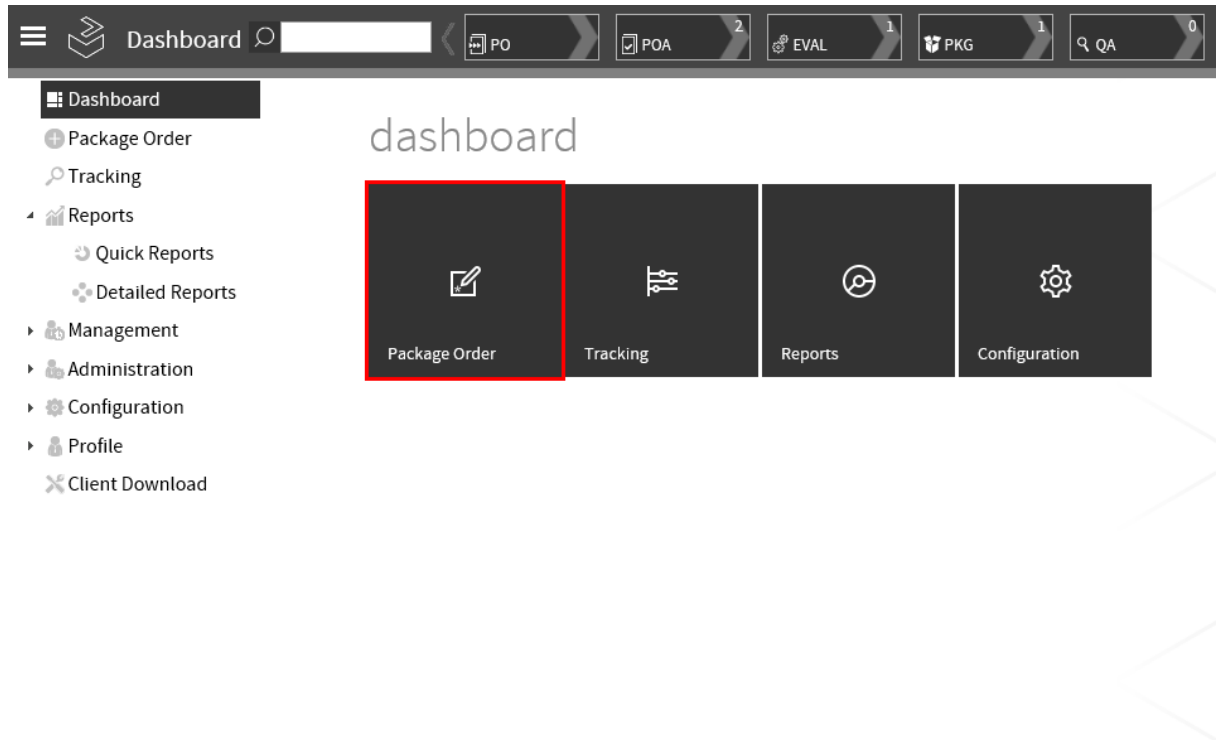 Dashboard
PO
POA 2
EVAL 1
PKG 1
QA 0
Dashboard
Package Order
Tracking
Reports
Quick Reports
Detailed Reports
Management
Administration
Configuration
Profile
Client Download
dashboard
Package Order
Tracking
Reports
Configuration